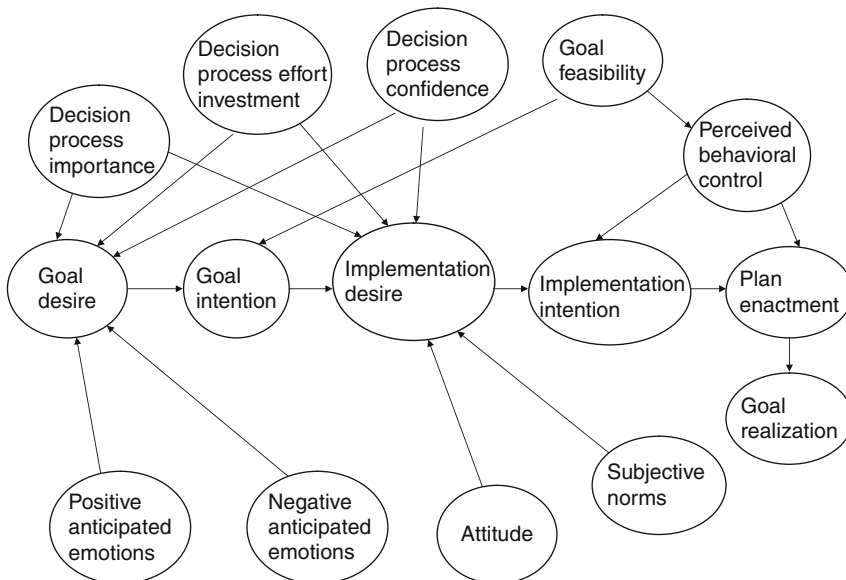 Decision
process effort
investment
Decision
process
confidence
Goal
feasibility
Decision
process
importance
Perceived
behavioral
control
Goal
desire
Goal
intention
Implementation
desire
Implementation
intention
Plan
enactment
Goal
realization
Positive
anticipated
emotions
Negative
anticipated
emotions
Attitude
Subjective
norms